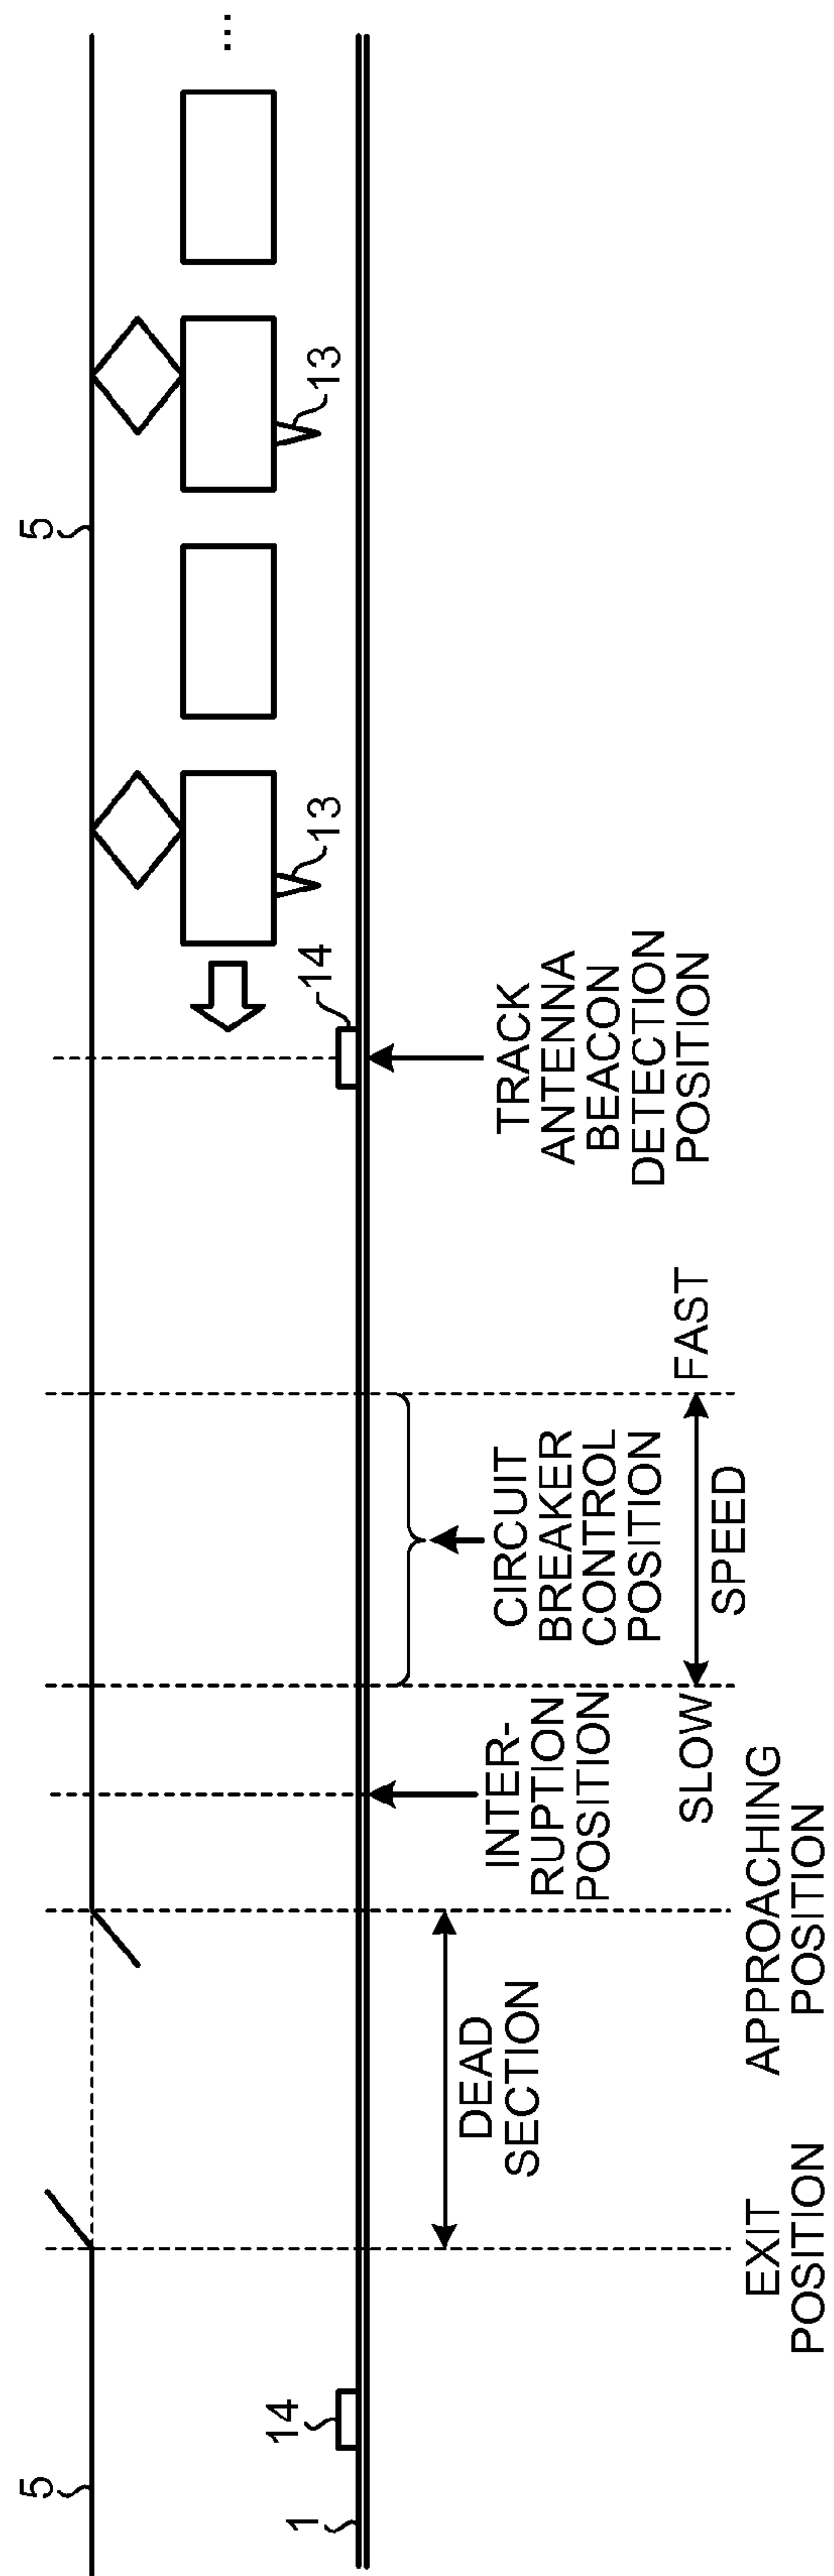 5
5
...
1
14
14
13
13
TRACK
ANTENNA
BEACON
DETECTION
POSITION
CIRCUIT
BREAKER
CONTROL
POSITION
INTER-
RUPTION
POSITION
DEAD
SECTION
SLOW
FAST
SPEED
EXIT
POSITION
APPROACHING
POSITION